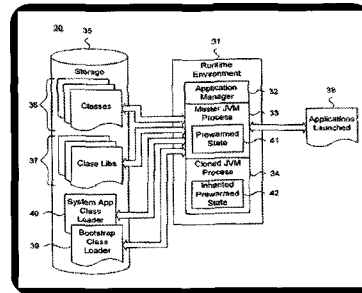 30
35
31
Storage
36
Classes
37
Class Libs
System App
Class
Loader
40
Bootstrap
Class
Loader
39
Runtime
Environment
Application
Manager
32
Master JVM
Process
33
Prewarmed
State
41
Cloned JVM
Process
34
Inherited
Prewarmed
State
42
38
Applications
Launched